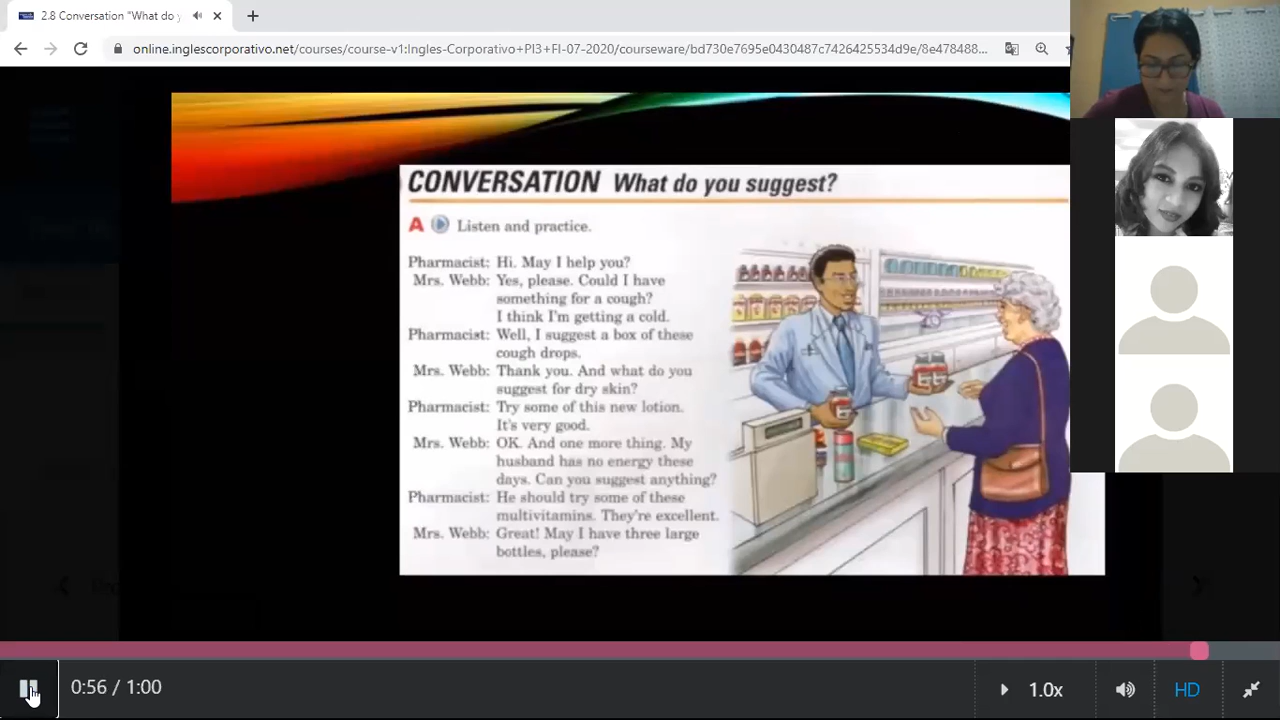 2.8 Conversation "What do y
online.inglescorporativo.net/courses/course-v1:Ingles-Corporativo+PI3+FI-07-2020/courseware/bd730e7695e0430487c7426425534d9e/8e478488...
CONVERSATION What do you suggest?
A Listen and practice.
Pharmacist: Hi. May I help you?
Mrs. Webb: Yes, please. Could I have
something for a cough?
I think I'm getting a cold.
Pharmacist: Well, I suggest a box of these
cough drops.
Mrs. Webb: Thank you. And what do you
suggest for dry skin?
Pharmacist: Try some of this new lotion.
It's very good.
Mrs. Webb: OK. And one more thing. My
husband has no energy these
days. Can you suggest anything?
Pharmacist: He should try some of these
multivitamins. They're excellent.
Mrs. Webb: Great! May I have three large
bottles, please?
0:56 / 1:00
1.0x
HD